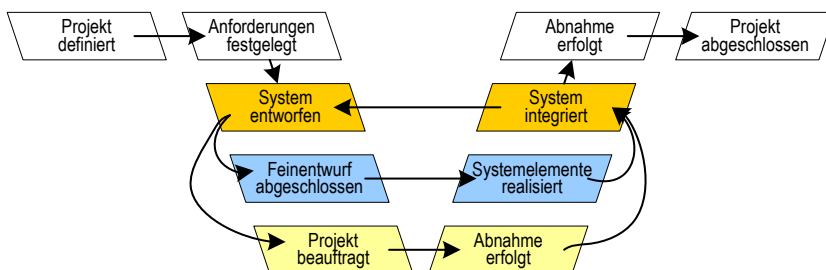 Projekt
definiert
Anforderungen
festgelegt
Abnahme
erfolgt
Projekt
abgeschlossen
System
entworfen
System
integriert
Feinentwurf
abgeschlossen
Systemelemente
realisiert
Projekt
beauftragt
Abnahme
erfolgt